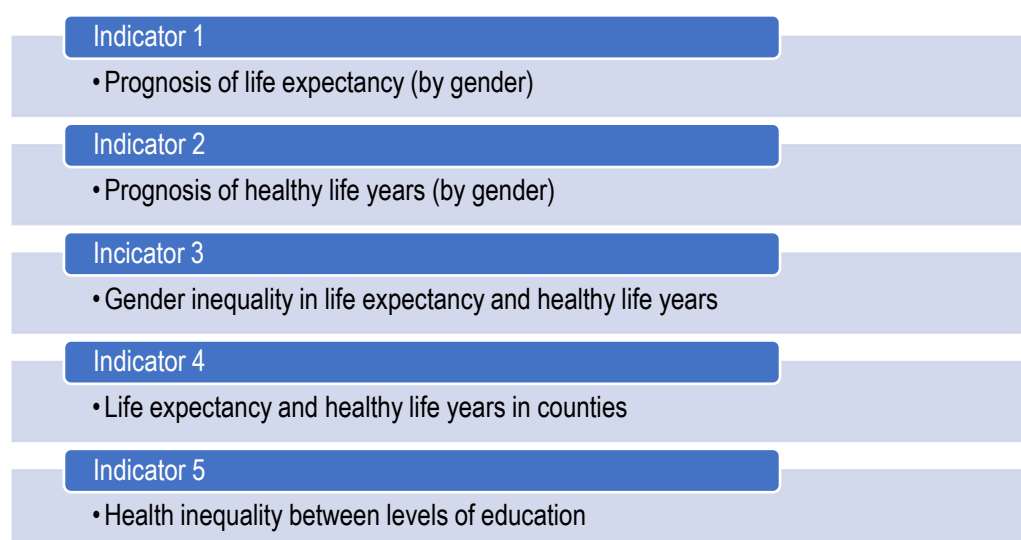 Indicator 1
•Prognosis of life expectancy (by gender)
Indicator 2
•Prognosis of healthy life years (by gender)
Incicator 3
•Gender inequality in life expectancy and healthy life years
Indicator 4
•Life expectancy and healthy life years in counties
Indicator 5
•Health inequality between levels of education